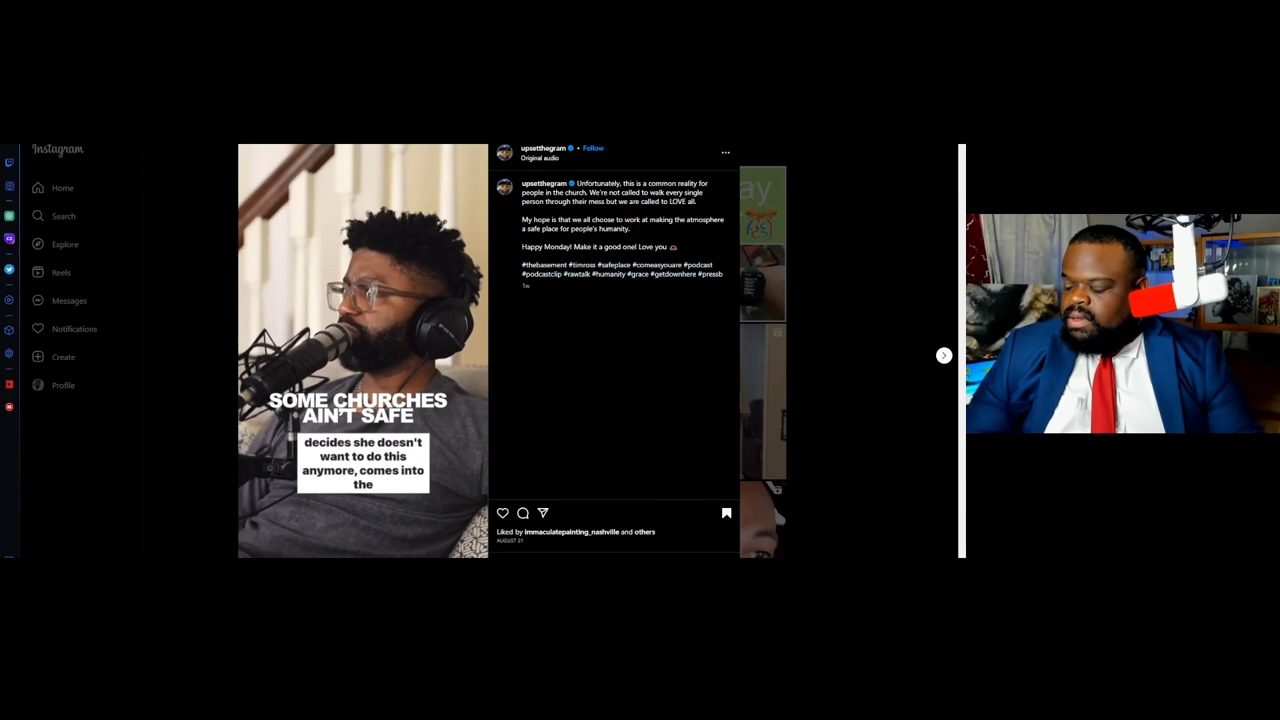 Instagram
Home
Search
Explore
Reels
Messages
Notifications
Create
Profile
SOME CHURCHES
AIN'T SAFE
decides she doesn't
want to do this
anymore, comes into
the
upsetthegram • Follow
Original audio
upsetthegram Unfortunately, this is a common reality for
people in the church. We're not called to walk every single
person through their mess but we are called to LOVE all.
My hope is that we all choose to work at making the atmosphere
a safe place for people's humanity.
Happy Monday! Make it a good one! Love you
#thebasement #timross #safeplace #comeasyouare #podcast
#podcastclip #rawtalk #humanity #grace #getdownhere #pressb
1w
Liked by immaculatepainting_nashville and others
AUGUST 21
ay